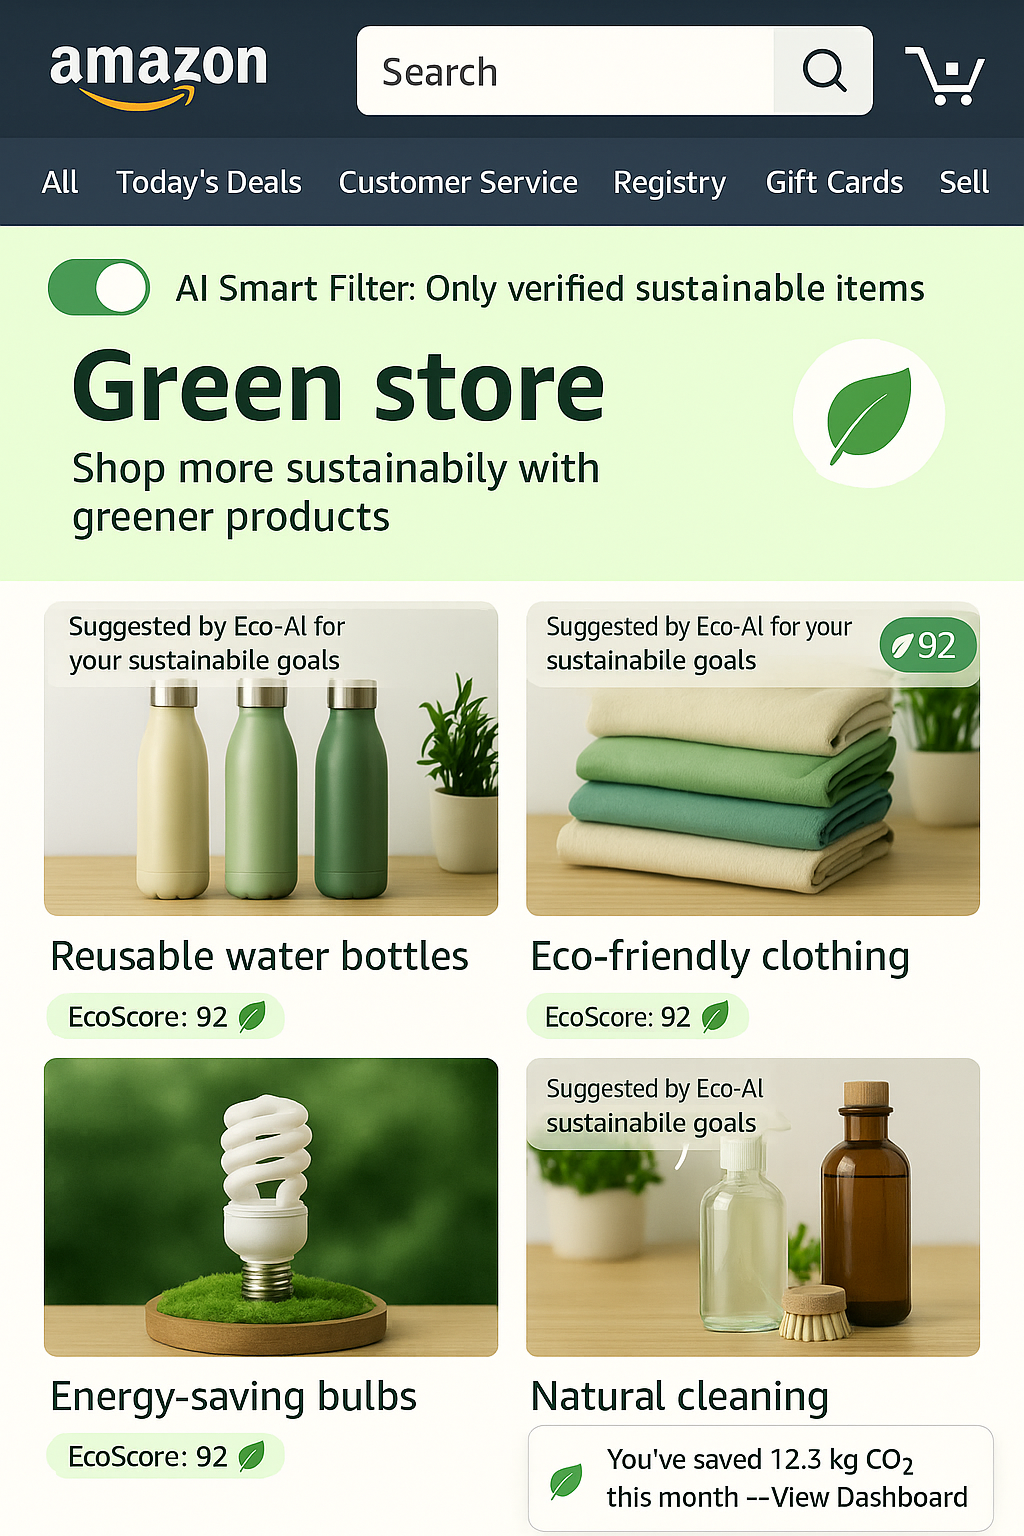 amazon
Search
All Today's Deals Customer Service Registry Gift Cards Sell
AI Smart Filter: Only verified sustainable items
Green store
Shop more sustainabily with
greener products
Suggested by Eco-Al for
your sustainabile goals
Suggested by Eco-Al for your
sustainabile goals
92
Reusable water bottles
EcoScore: 92
Eco-friendly clothing
EcoScore: 92
Suggested by Eco-Al
sustainabile goals
Energy-saving bulbs
EcoScore: 92
Natural cleaning
You've saved 12.3 kg CO₂
this month --View Dashboard